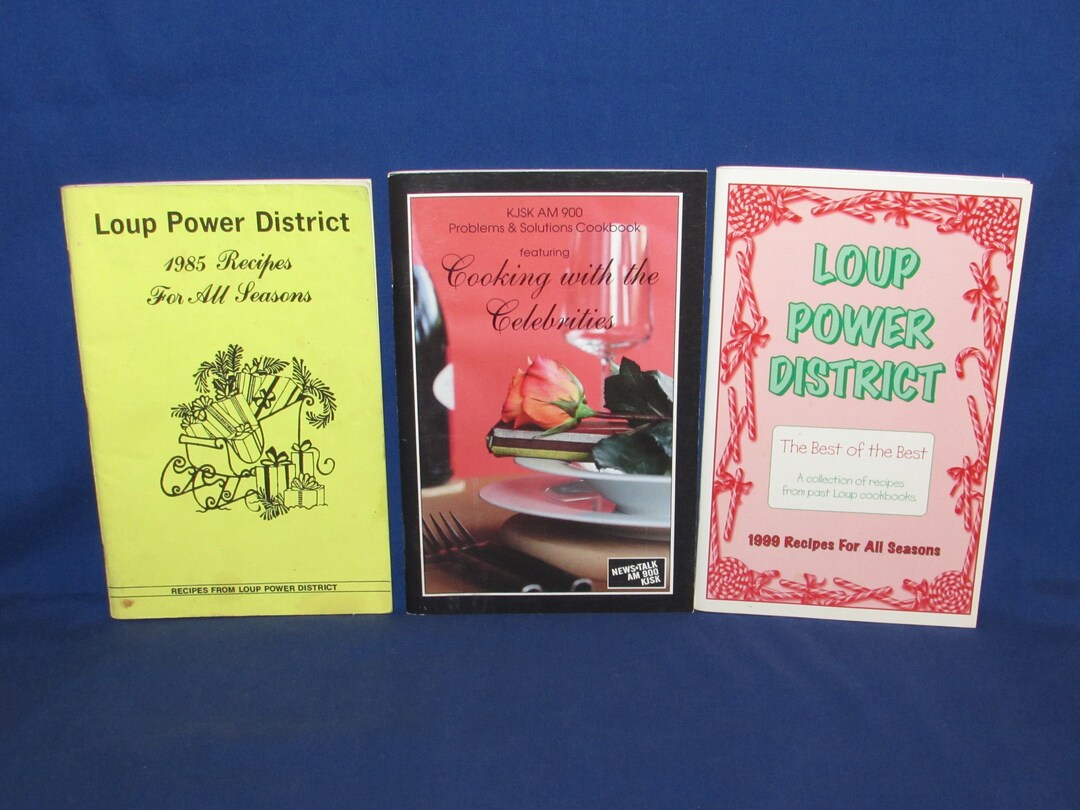 Loup Power District
1985 Recipes
For All Seasons
RECIPES FROM LOUP POWER DISTRICT
KJSK AM 900
Problems & Solutions Cookbook
featuring
Cooking with the
Celebrities
NEWS•TALK
AM 900
KJSK
LOUP
POWER
DISTRICT
The Best of the Best
A collection of recipes
from past Loup cookbooks.
1999 Recipes For All Seasons